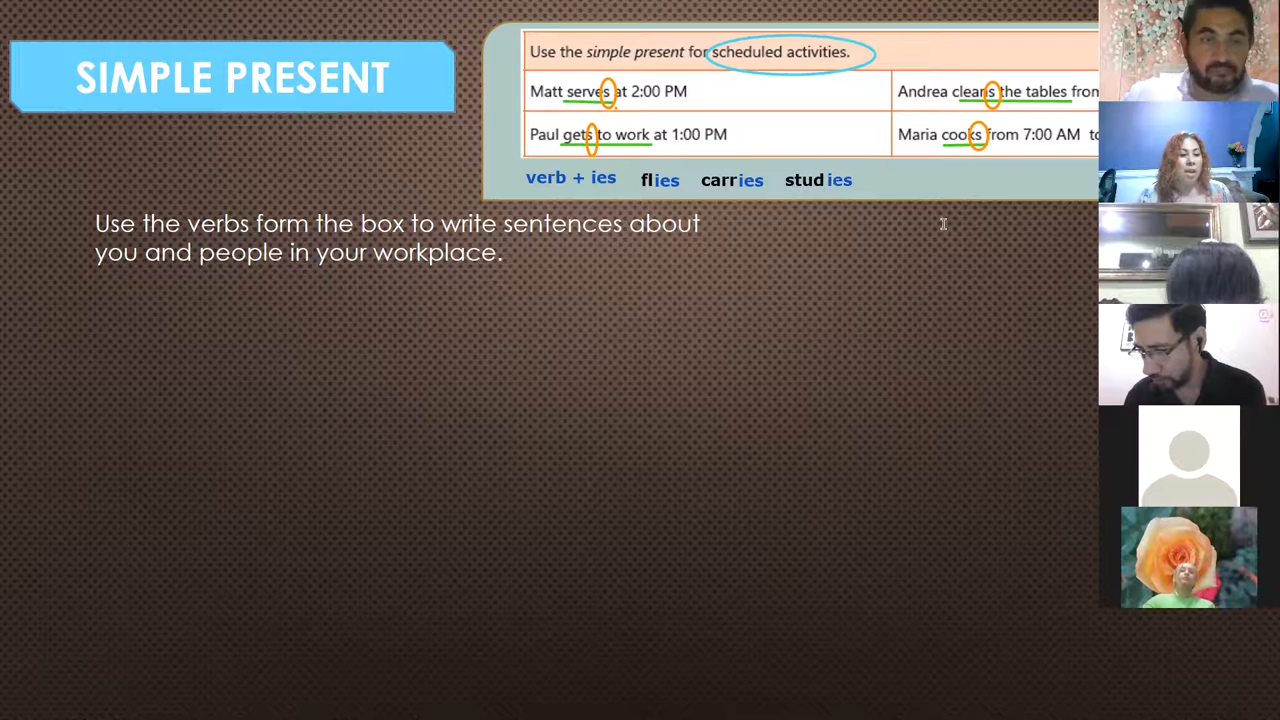 SIMPLE PRESENT
Use the simple present for scheduled activities.
Matt serves at 2:00 PM
Andrea cleans the tables from
Paul gets to work at 1:00 PM
Maria cooks from 7:00 AM to
verb + ies flies carries studies
Use the verbs form the box to write sentences about
you and people in your workplace.